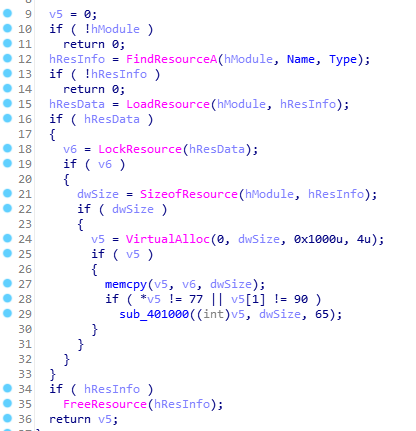 9 v5 = 0;
10 if ( !hModule )
11 return 0;
12 hResInfo = FindResourceA(hModule, Name, Type);
13 if ( !hResInfo )
14 return 0;
15 hResData = LoadResource(hModule, hResInfo);
16 if ( hResData )
17 {
18 v6 = LockResource(hResData);
19 if ( v6 )
20 {
21 dwSize = SizeofResource(hModule, hResInfo);
22 if ( dwSize )
23 {
24 v5 = VirtualAlloc(0, dwSize, 0x1000u, 4u);
25 if ( v5 )
26 {
27 memcpy(v5, v6, dwSize);
28 if ( *v5 != 77 || v5[1] != 90 )
29 sub_401000((int)v5, dwSize, 65);
30 }
31 }
32 }
33 }
34 if ( hResInfo )
35 FreeResource(hResInfo);
36 return v5;